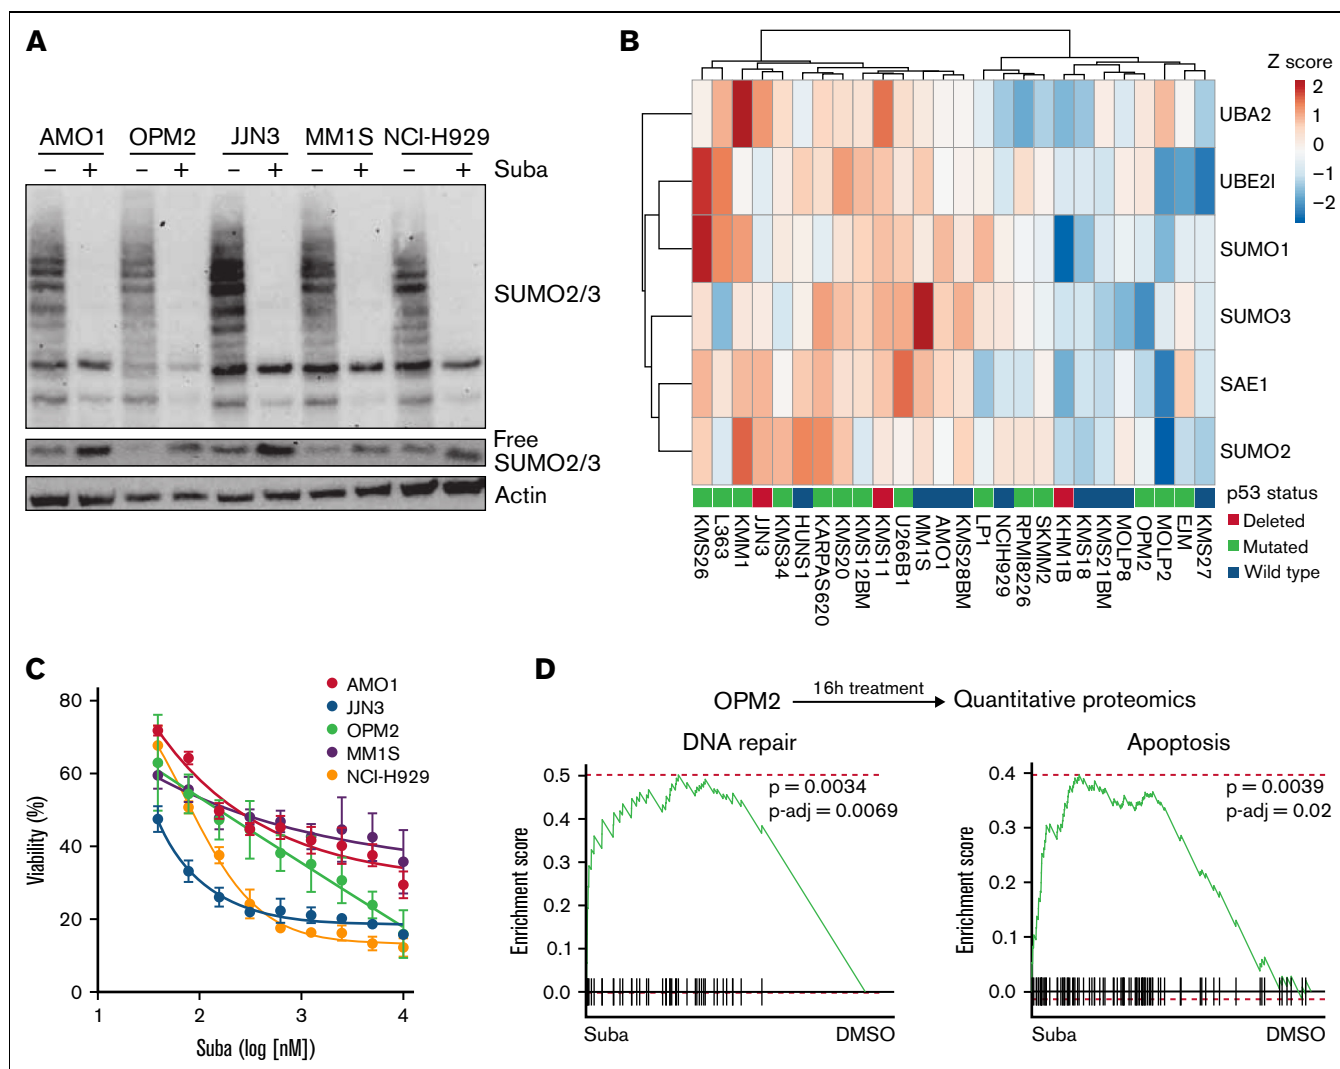 A
AMO1 OPM2 JJN3 MM1S NCI-H929
– + – + – + – + – + Suba
SUMO2/3
Free
SUMO2/3
Actin
B
Z score
2
1
0
−1
−2
UBA2
UBE2I
SUMO1
SUMO3
SAE1
SUMO2
p53 status
Deleted
Mutated
Wild type
KMS26
L363
KMM1
JJN3
KMS34
HUNS1
KARPAS620
KMS20
KMS12BM
KMS11
U266B1
MM1S
AMO1
KMS28BM
LP1
NCIH929
RPMI8226
SKMM2
KHM1B
KMS18
KMS21BM
MOLP8
OPM2
MOLP2
EJM
KMS27
C
AMO1
JJN3
OPM2
MM1S
NCI-H929
Viability (%)
80
60
40
20
0
1 2 3 4
Suba (log [nM])
D
OPM2 16h treatment Quantitative proteomics
DNA repair
Enrichment score
0.5
0.4
0.3
0.2
0.1
0.0
p = 0.0034
p-adj = 0.0069
Suba DMSO
Apoptosis
Enrichment score
0.4
0.3
0.2
0.1
0.0
p = 0.0039
p-adj = 0.02
Suba DMSO